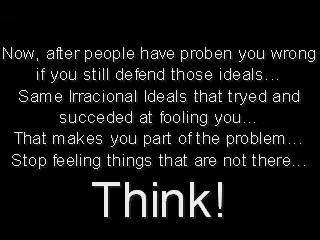 Now, after people have proben you wrong
if you still defend those ideals...
Same Irracional Ideals that tryed and
succeded at fooling you...
That makes you part of the problem...
Stop feeling things that are not there...
Think!